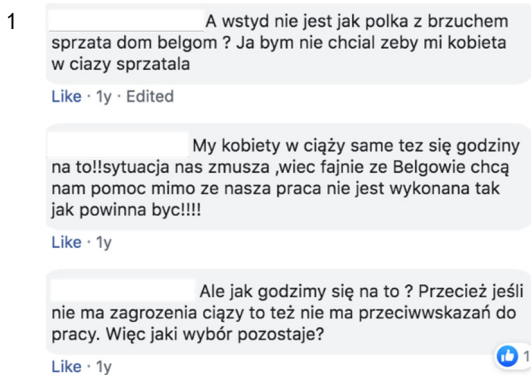 1
A wstyd nie jest jak polka z brzuchem
sprzata dom belgom ? Ja bym nie chcial zeby mi kobieta
w ciazy sprzatala
Like · 1y · Edited
My kobiety w ciąży same tez się godziny
na to!!sytuacja nas zmusza ,wiec fajnie ze Belgowie chcą
nam pomoc mimo ze nasza praca nie jest wykonana tak
jak powinna byc!!!!
Like · 1y
Ale jak godzimy się na to ? Przecież jeśli
nie ma zagrozenia ciązy to też nie ma przeciwwskazań do
pracy. Więc jaki wybór pozostaje?
Like · 1y
1